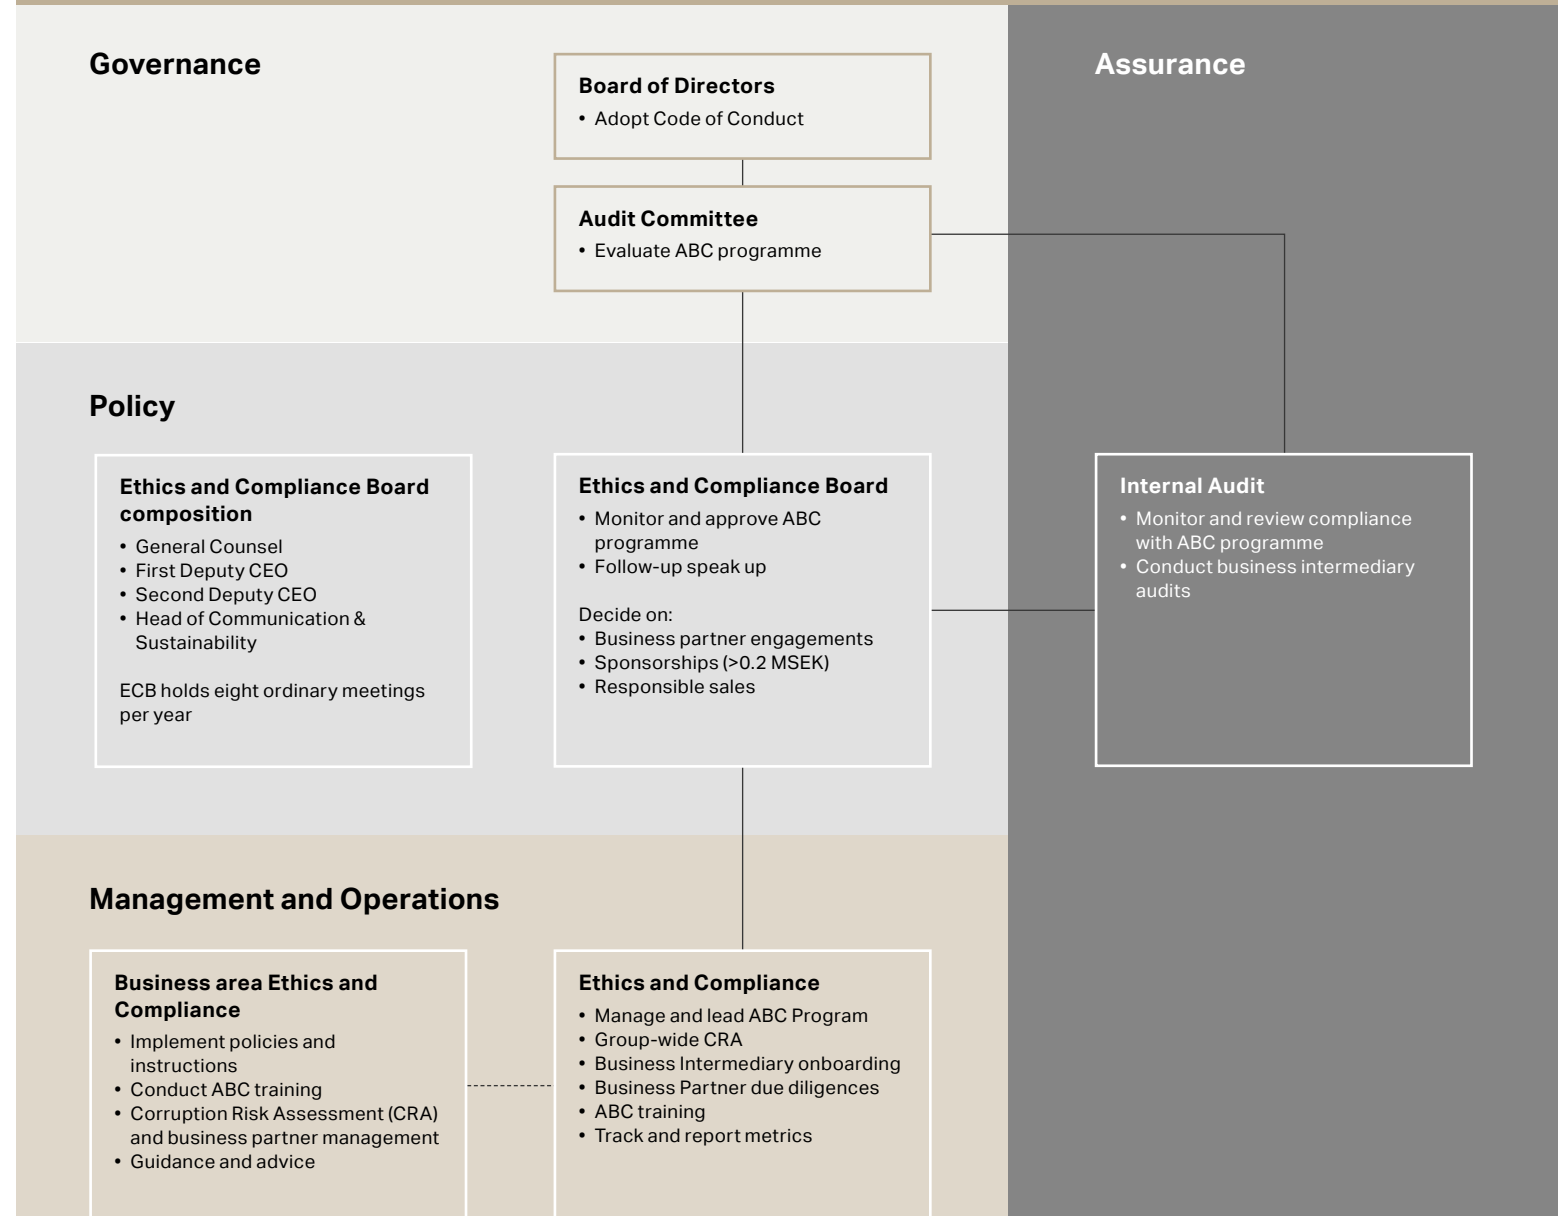 Governance
Board of Directors
• Adopt Code of Conduct
Audit Committee
• Evaluate ABC programme
Assurance
Policy
Ethics and Compliance Board
composition
• General Counsel
• First Deputy CEO
• Second Deputy CEO
• Head of Communication &
Sustainability
ECB holds eight ordinary meetings
per year
Ethics and Compliance Board
• Monitor and approve ABC
programme
• Follow-up speak up
Decide on:
• Business partner engagements
• Sponsorships (>0.2 MSEK)
• Responsible sales
Internal Audit
• Monitor and review compliance
with ABC programme
• Conduct business intermediary
audits
Management and Operations
Business area Ethics and
Compliance
• Implement policies and
instructions
• Conduct ABC training
• Corruption Risk Assessment (CRA)
and business partner management
• Guidance and advice
Ethics and Compliance
• Manage and lead ABC Program
• Group-wide CRA
• Business Intermediary onboarding
• Business Partner due diligences
• ABC training
• Track and report metrics